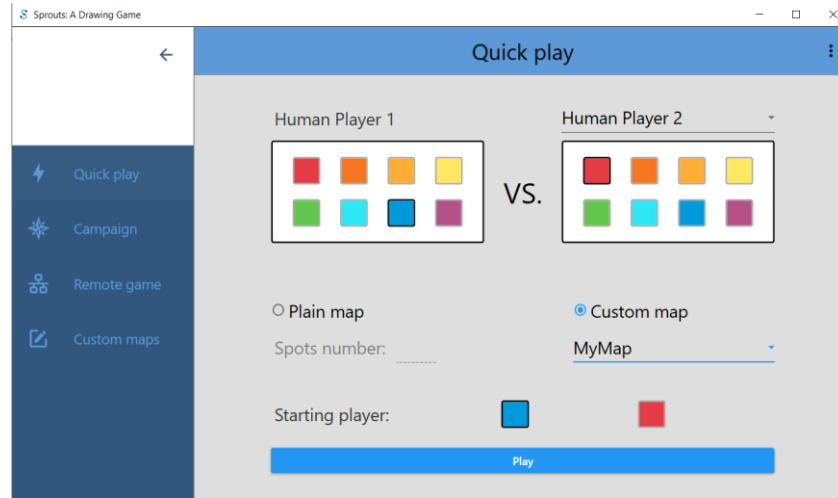 Sprouts: A Drawing Game
Quick play
Quick play
Campaign
Remote game
Custom maps
Human Player 1
VS.
Human Player 2
Plain map
Custom map
Spots number:
MyMap
Starting player:
Play